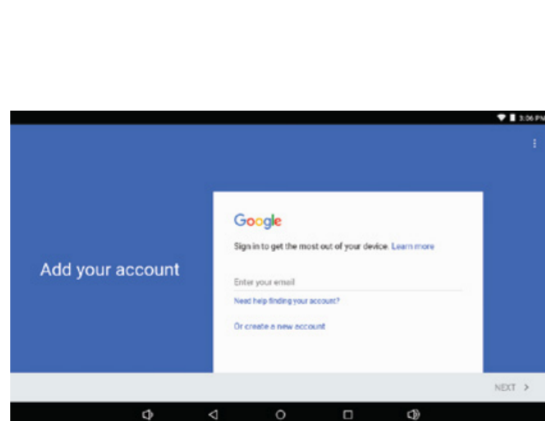 3:06 PM
Google
Sign in to get the most out of your device. Learn more
Add your account
Enter your email
Need help finding your account?
Or create a new account
NEXT >